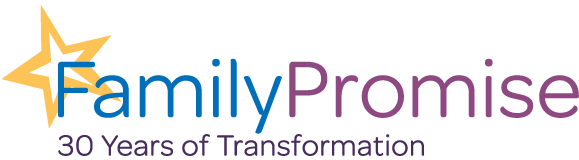 FamilyPromise
30 Years of Transformation